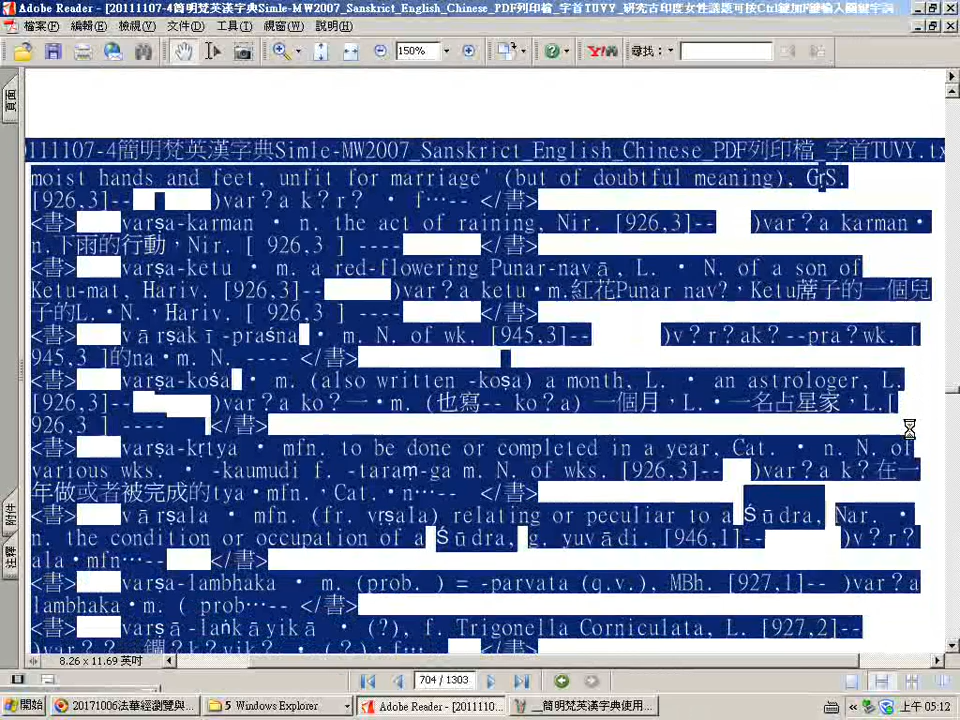 Adobe Reader - [20111107-4簡明梵英漢字典Simle-MW2007_Sanskrict_English_Chinese_PDF列印檔_字首TUVY_研究古印度女性議題可按Ctrl鍵加F鍵輸入關鍵字詞
檔案(F) 編輯(E) 檢視(V) 文件(D) 工具(T) 視窗(W) 說明(H)
150% Y! 尋找:
頁面
111107-4簡明梵英漢字典Simle-MW2007_Sanskrict_English_Chinese_PDF列印檔_字首TUVY.tx
moist hands and feet, unfit for marriage' (but of doubtful meaning), GṛS.
[926,3]-- )var?a k?r? • f…-- </書>
<書> varṣa-karman • n. the act of raining, Nir. [926,3]-- )var?a karman•
n.下雨的行動，Nir. [ 926.3 ] ---- </書>
<書> varṣa-ketu • m. a red-flowering Punar-navā, L. • N. of a son of
Ketu-mat, Hariv. [926,3]-- )var?a ketu•m.紅花Punar nav?，Ketu蓆子的一個兒
子的L.•N.，Hariv. [ 926.3 ] ---- </書>
<書> vārṣakī-praśna • m. N. of wk. [945,3]-- )v?r?ak?--pra?wk. [
945,3 ]的na•m. N. ---- </書>
<書> varṣa-kośa • m. (also written -koṣa) a month, L. • an astrologer, L.
[926,3]-- )var?a ko?一•m. (也寫-- ko?a) 一個月，L.•一名占星家，L.[
926,3 ] ---- </書>
<書> varṣa-kṛtya • mfn. to be done or completed in a year, Cat. • n. N. of
various wks. • -kaumudi f. -taraṃ-ga m. N. of wks. [926,3]-- )var?a k?在一
年做或者被完成的tya•mfn.，Cat.•n…-- </書>
<書> vārṣala • mfn. (fr. vṛṣala) relating or peculiar to a Śūdra, Nar. •
n. the condition or occupation of a Śūdra, g. yuvādi. [946,1]-- )v?r?
ala•mfn…-- </書>
<書> varṣa-lambhaka • m. (prob. ) = -parvata (q.v.), MBh. [927,1]-- )var?a
lambhaka•m. ( prob…-- </書>
<書> varṣā-laṅkāyikā • (?), f. Trigonella Corniculata, L. [927,2]--
附件
註釋
8.26 x 11.69 英吋
704 / 1303
開始 20171006法華經瀏覽與... 5 Windows Explorer Adobe Reader - [2011110... __簡明梵英漢字典使用... 上午 05:12